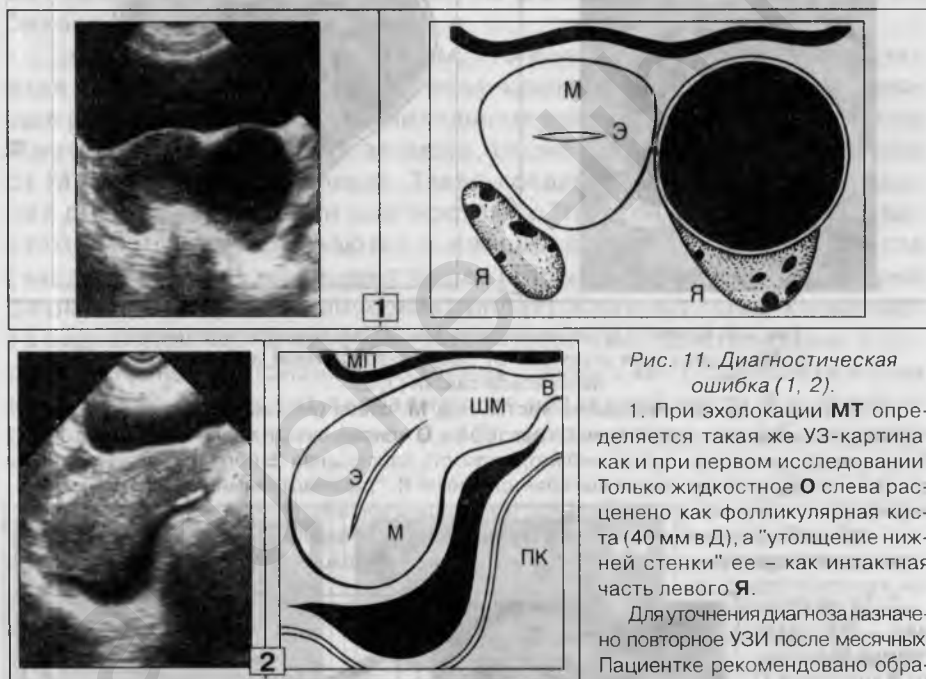 М
Э
Я
Я
1
МП
В
ШМ
Э
М
ПК
2
Рис. 11. Диагностическая
ошибка (1, 2).
1. При эхолокации МТ опре-
деляется такая же УЗ-картина
как и при первом исследовании
Только жидкостное О слева рас-
ценено как фолликулярная кис-
та (40 мм в Д), а "утолщение ниж-
ней стенки" ее – как интактная
часть левого Я.
Для уточнения диагноза назначе-
но повторное УЗИ после месячных
Пациентке рекомендовано обра-